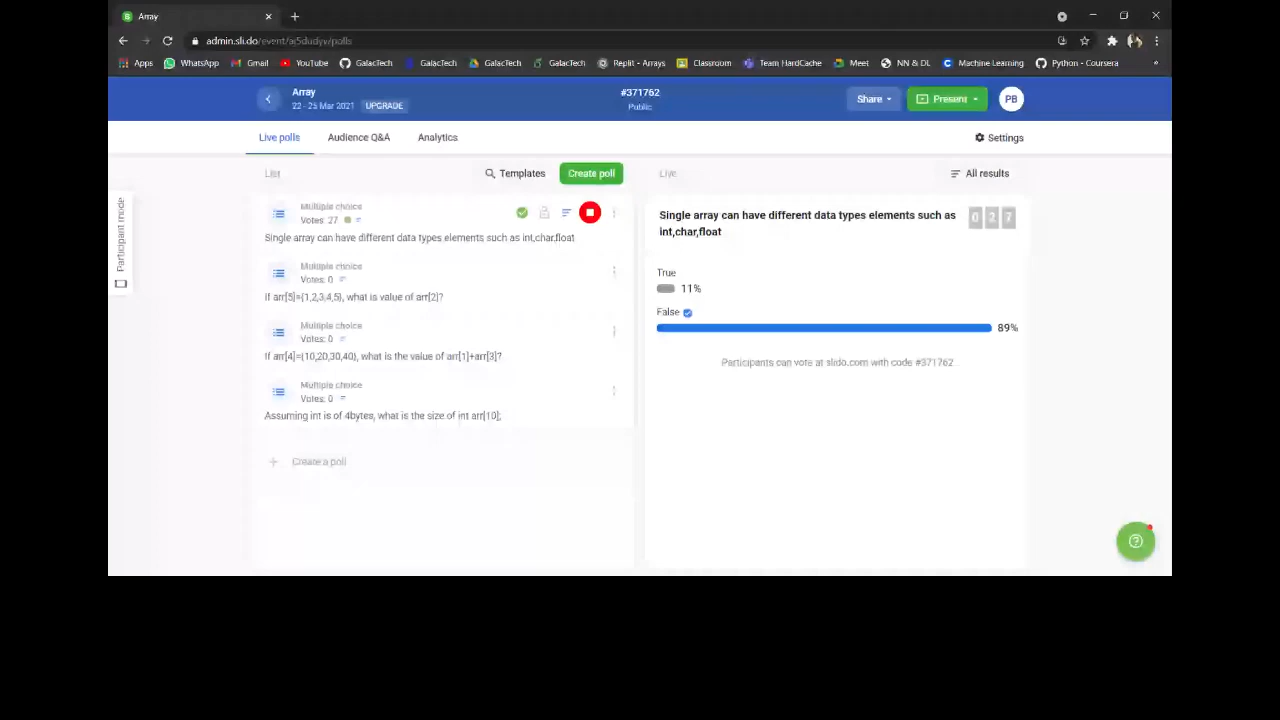 Array
admin.sli.do/event/aj5dudyv/polls
Apps WhatsApp Gmail YouTube GalacTech GalacTech GalacTech GalacTech Replit - Arrays Classroom Team HardCache Meet NN & DL Machine Learning Python - Coursera »
Array
22 - 25 Mar 2021 UPGRADE
#371762
Public
Share
Present
PB
Live polls Audience Q&A Analytics
Settings
List
Templates
Create poll
Participant mode
Multiple choice
Votes: 27
Single array can have different data types elements such as int,char,float
Multiple choice
Votes: 0
If arr[5]={1,2,3,4,5}, what is value of arr[2]?
Multiple choice
Votes: 0
If arr[4]={10,20,30,40}, what is the value of arr[1]+arr[3]?
Multiple choice
Votes: 0
Assuming int is of 4bytes, what is the size of int arr[10];
Create a poll
Live
All results
Single array can have different data types elements such as
int,char,float
0 2 7
True
11%
False
89%
Participants can vote at slido.com with code #371762